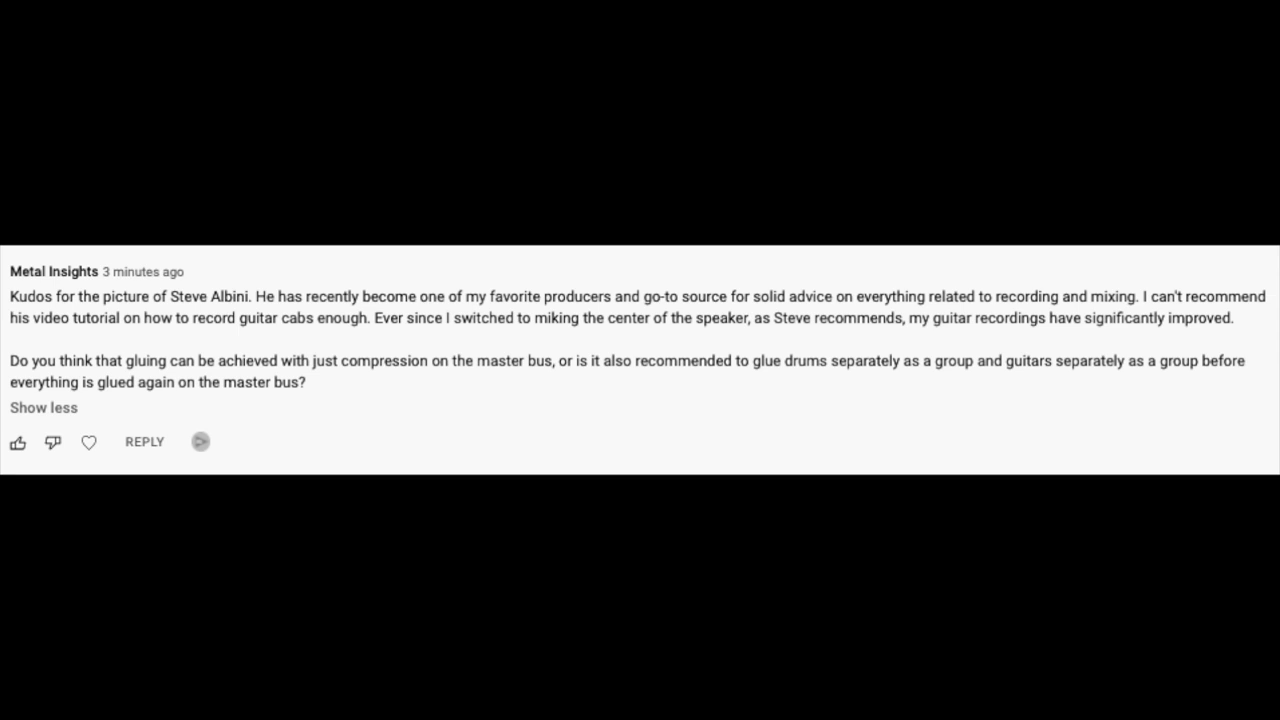 Metal Insights 3 minutes ago
Kudos for the picture of Steve Albini. He has recently become one of my favorite producers and go-to source for solid advice on everything related to recording and mixing. I can't recommend
his video tutorial on how to record guitar cabs enough. Ever since I switched to miking the center of the speaker, as Steve recommends, my guitar recordings have significantly improved.
Do you think that gluing can be achieved with just compression on the master bus, or is it also recommended to glue drums separately as a group and guitars separately as a group before
everything is glued again on the master bus?
Show less
REPLY